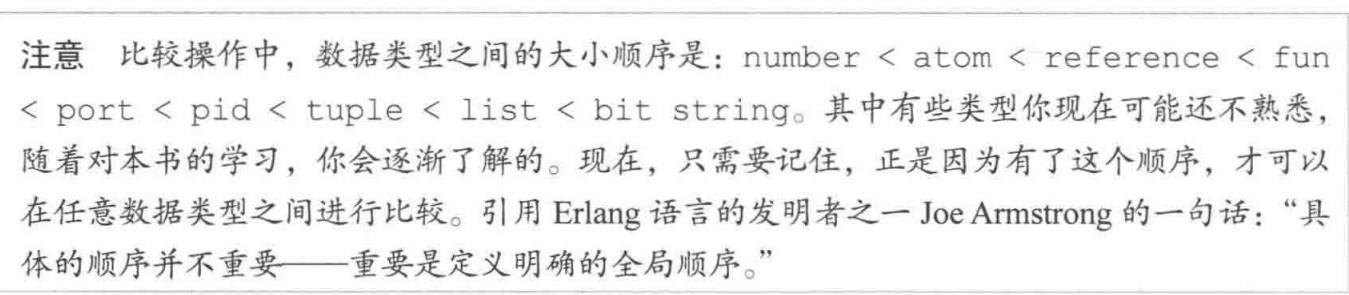 注意 比较操作中，数据类型之间的大小顺序是：number < atom < reference < fun
< port < pid < tuple < list < bit string。其中有些类型你现在可能还不熟悉，
随着对本书的学习，你会逐渐了解的。现在，只需要记住，正是因为有了这个顺序，才可以
在任意数据类型之间进行比较。引用 Erlang 语言的发明者之一 Joe Armstrong 的一句话：“具
体的顺序并不重要——重要是定义明确的全局顺序。”